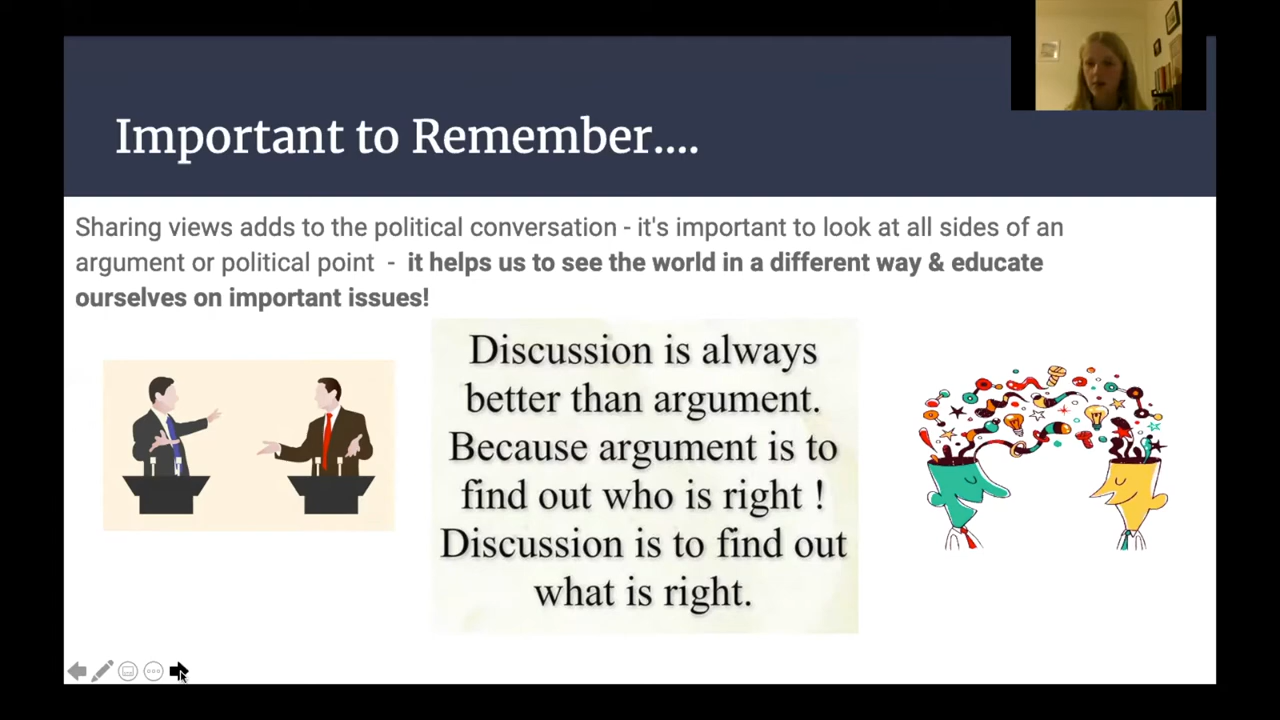 Important to Remember....
Sharing views adds to the political conversation - it's important to look at all sides of an
argument or political point - it helps us to see the world in a different way & educate
ourselves on important issues!
Discussion is always
better than argument.
Because argument is to
find out who is right !
Discussion is to find out
what is right.